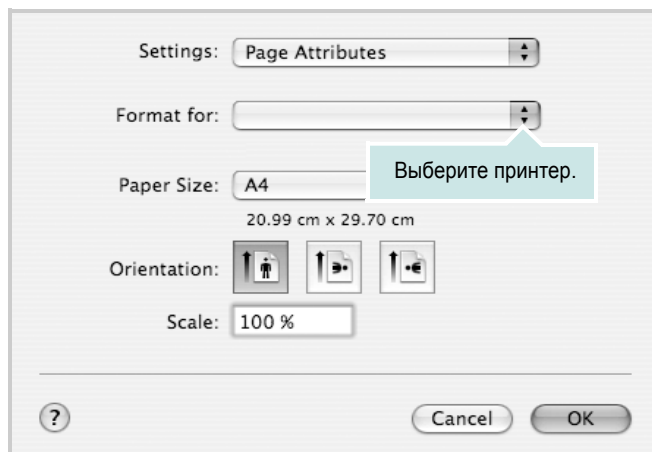 Settings: Page Attributes
Format for:
Выберите принтер.
Paper Size: A4
20.99 cm x 29.70 cm
Orientation:
Scale: 100 %
? Cancel OK